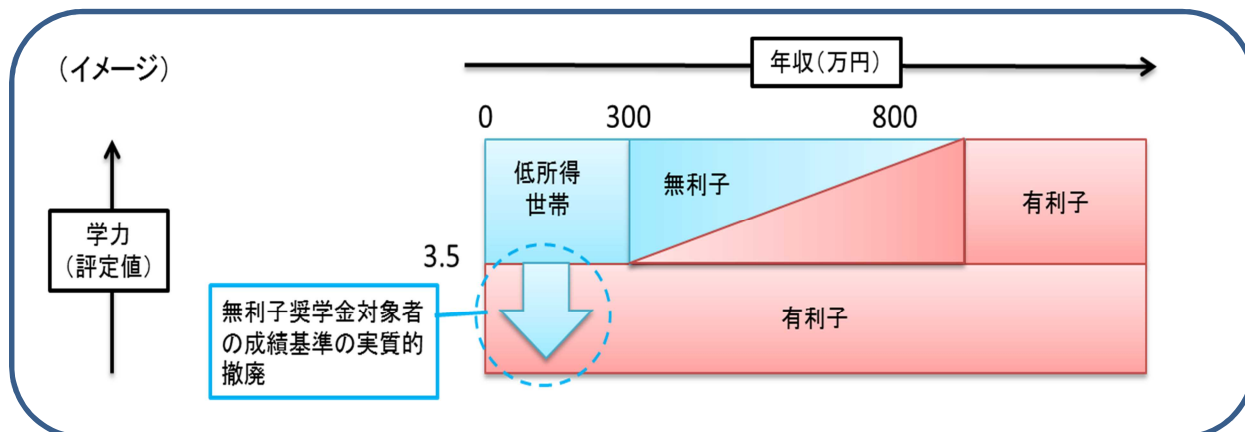 (イメージ)
年収(万円)
0 300 800
低所得
世帯
無利子
有利子
学力
(評定値)
3.5
無利子奨学金対象者
の成績基準の実質的
撤廃
有利子